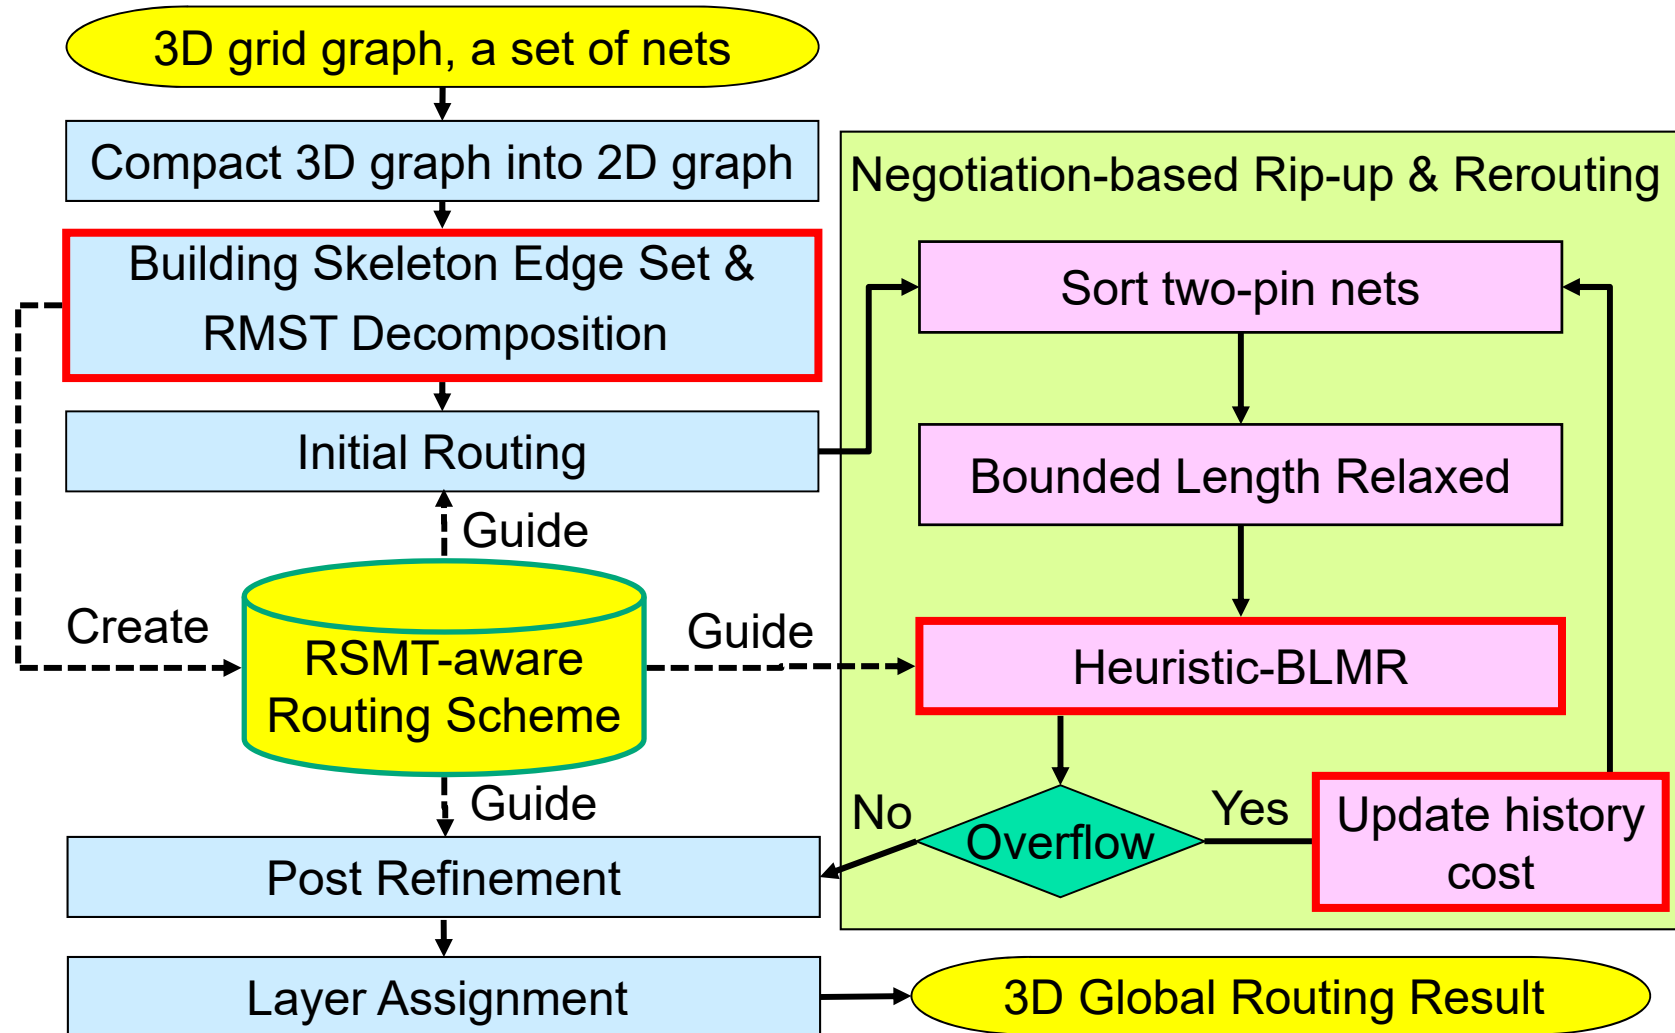 3D grid graph, a set of nets
Compact 3D graph into 2D graph
Building Skeleton Edge Set &
RMST Decomposition
Initial Routing
Guide
Create
RSMT-aware
Routing Scheme
Guide
Guide
Post Refinement
Layer Assignment
Negotiation-based Rip-up & Rerouting
Sort two-pin nets
Bounded Length Relaxed
Heuristic-BLMR
No
Overflow
Yes
Update history
cost
3D Global Routing Result